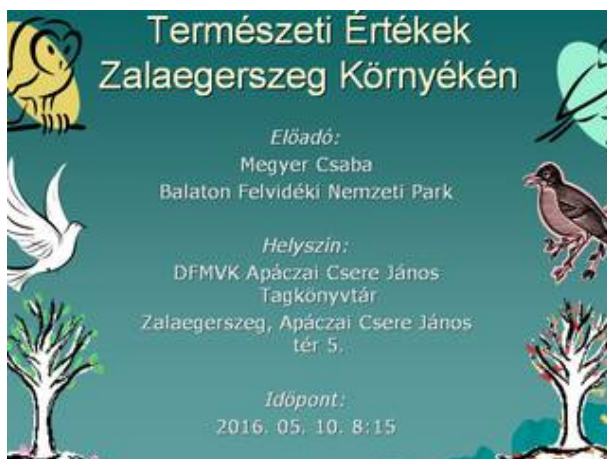 Természeti Értékek
Zalaegerszeg Környékén
Előadó:
Megyer Csaba
Balaton Felvidéki Nemzeti Park
Helyszín:
DFMVK Apáczai Csere János
Tagkönyvtár
Zalaegerszeg, Apáczai Csere János
tér 5.
Időpont:
2016. 05. 10. 8:15